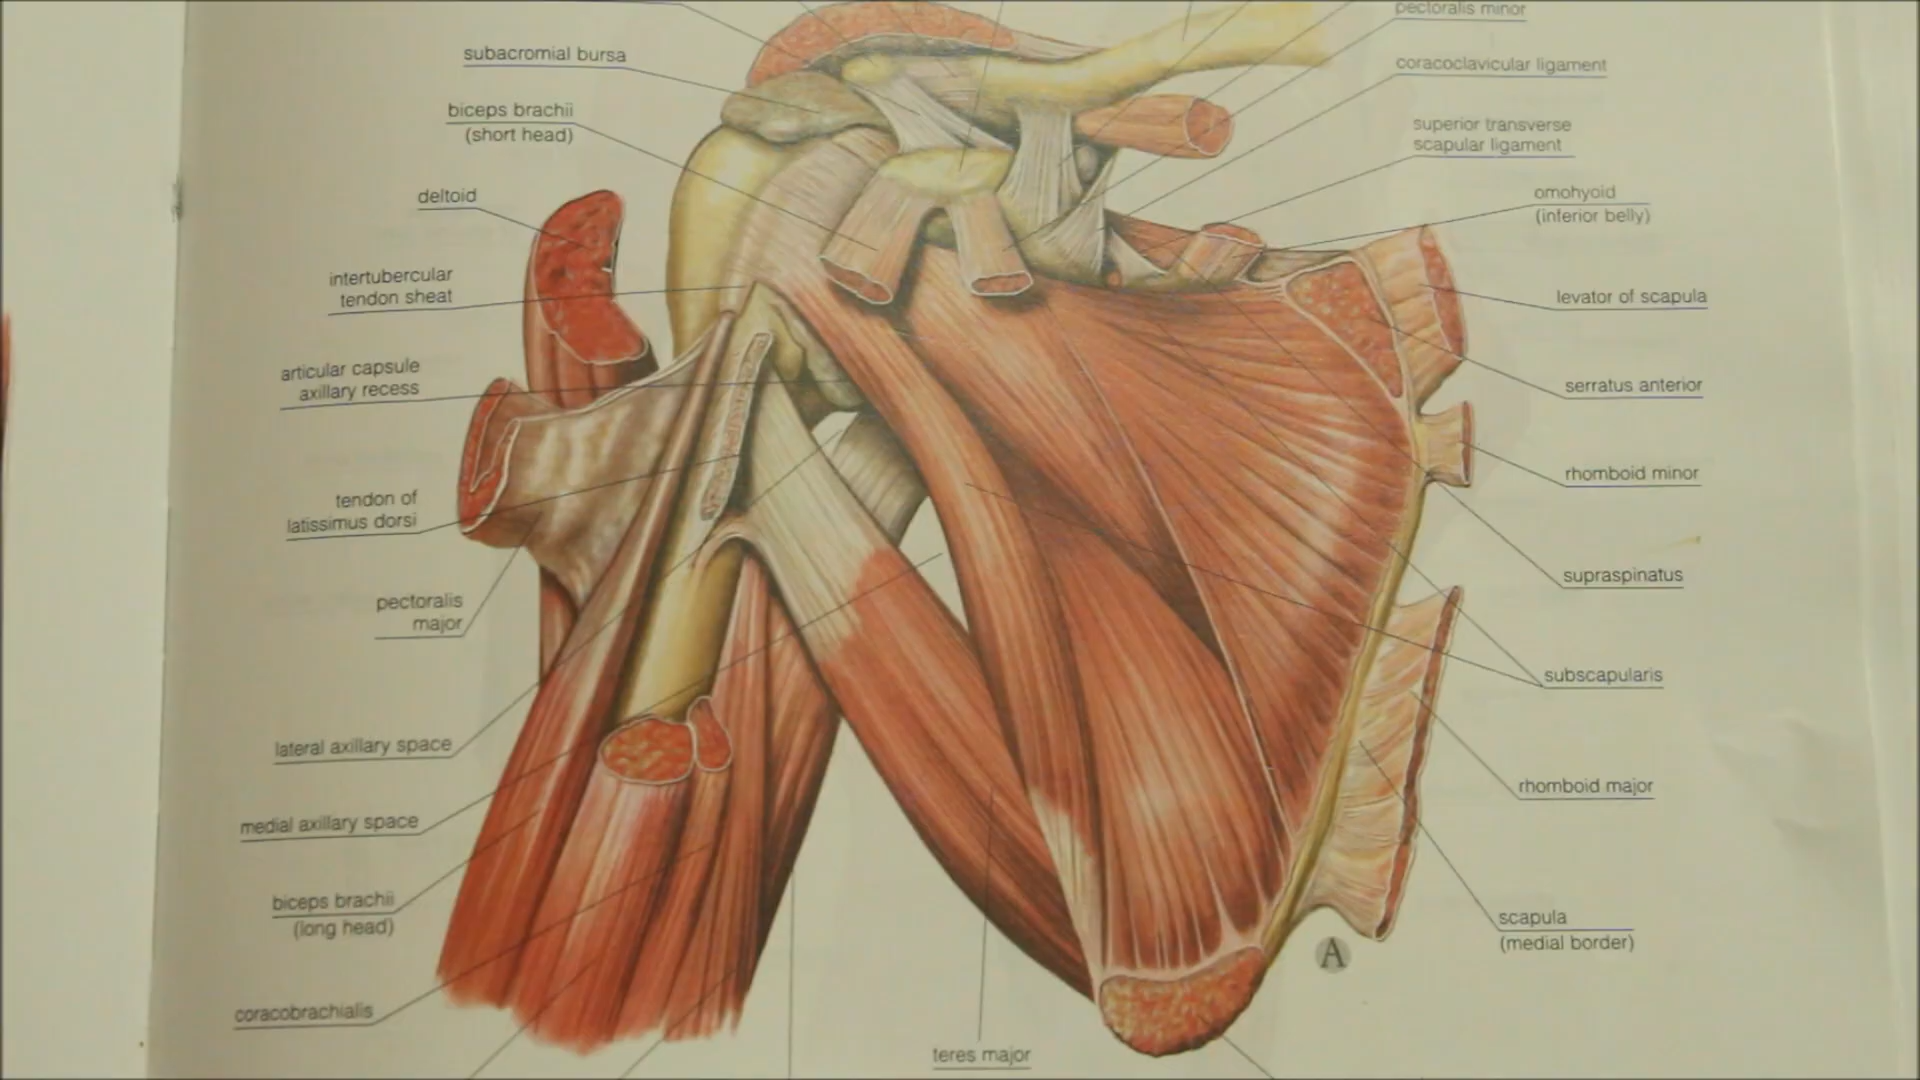 subacromial bursa
biceps brachii
(short head)
deltoid
intertubercular
tendon sheat
articular capsule
axillary recess
tendon of
latissimus dorsi
pectoralis
major
lateral axillary space
medial axillary space
biceps brachii
(long head)
coracobrachialis
teres major
pectoralis minor
coracoclavicular ligament
superior transverse
scapular ligament
omohyoid
(inferior belly)
levator of scapula
serratus anterior
rhomboid minor
supraspinatus
subscapularis
rhomboid major
scapula
(medial border)
A